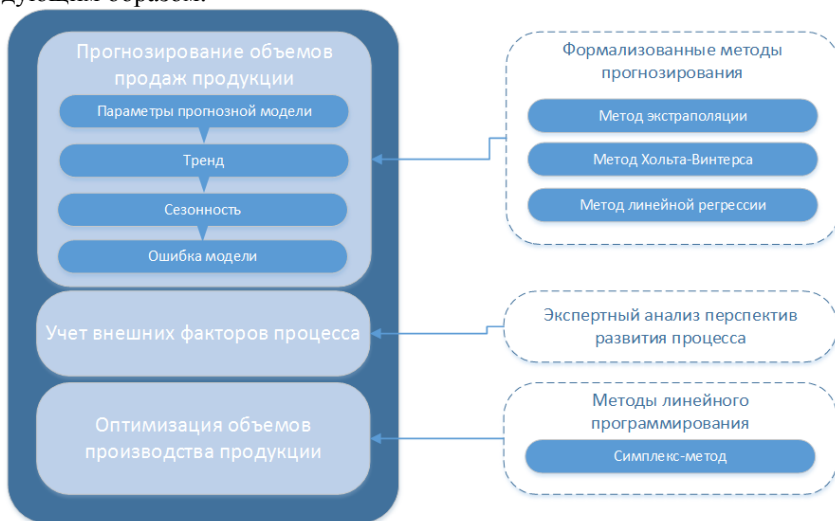 дующим образом.
Прогнозирование объемов
продаж продукции
Параметры прогнозной модели
Тренд
Сезонность
Ошибка модели
Учет внешних факторов процесса
Оптимизация объемов
производства продукции
Формализованные методы
прогнозирования
Метод экстраполяции
Метод Хольта-Винтерса
Метод линейной регрессии
Экспертный анализ перспектив
развития процесса
Методы линейного
программирования
Симплекс-метод